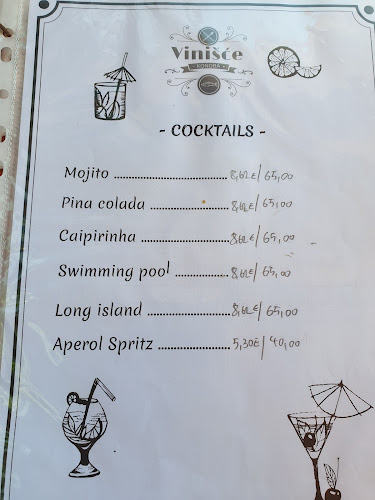 Vinišće
KONOBA
- COCKTAILS -
Mojito ........................... 8,62€/65,00
Pina colada ........................ 8,62€/65,00
Caipirinha .......................... 8,62€/65,00
Swimming pool .................. 8,62€/65,00
Long island ........................ 8,62€/65,00
Aperol Spritz ...................... 5,30€/40,00